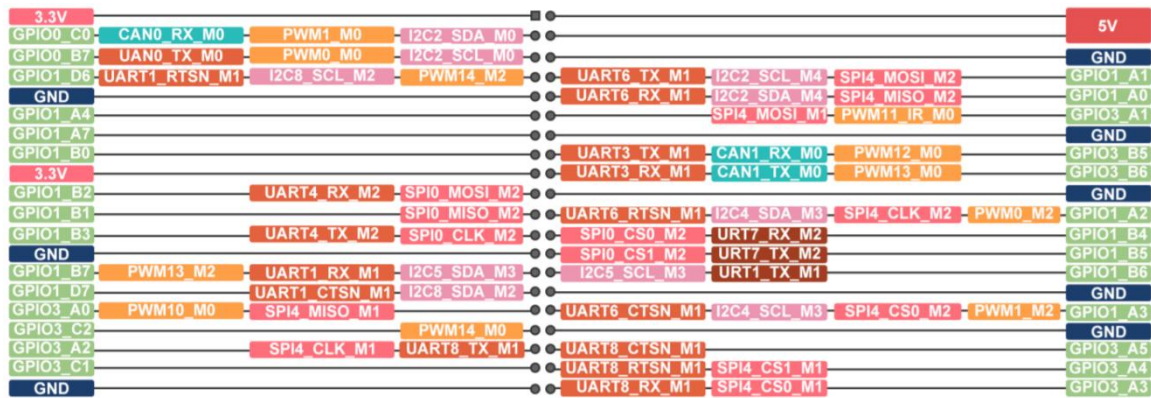 3.3V 5V
GPIO0_C0 CAN0_RX_M0 PWM1_M0 I2C2_SDA_M0
GPIO0_B7 UAN0_TX_M0 PWM0_M0 I2C2_SCL_M0 GND
GPIO1_D6 UART1_RTSN_M1 I2C8_SCL_M2 PWM14_M2 UART6_TX_M1 I2C2_SCL_M4 SPI4_MOSI_M2 GPIO1_A1
GND UART6_RX_M1 I2C2_SDA_M4 SPI4_MISO_M2 GPIO1_A0
GPIO1_A4 SPI4_MOSI_M1 PWM11_IR_M0 GPIO3_A1
GPIO1_A7 GND
GPIO1_B0 UART3_TX_M1 CAN1_RX_M0 PWM12_M0 GPIO3_B5
3.3V UART3_RX_M1 CAN1_TX_M0 PWM13_M0 GPIO3_B6
GPIO1_B2 UART4_RX_M2 SPI0_MOSI_M2 GND
GPIO1_B1 SPI0_MISO_M2 UART6_RTSN_M1 I2C4_SDA_M3 SPI4_CLK_M2 PWM0_M2 GPIO1_A2
GPIO1_B3 UART4_TX_M2 SPI0_CLK_M2 SPI0_CS0_M2 URT7_RX_M2 GPIO1_B4
GND SPI0_CS1_M2 URT7_TX_M2 GPIO1_B5
GPIO1_B7 PWM13_M2 UART1_RX_M1 I2C5_SDA_M3 I2C5_SCL_M3 URT1_TX_M1 GPIO1_B6
GPIO1_D7 UART1_CTSN_M1 I2C8_SDA_M2 GND
GPIO3_A0 PWM10_M0 SPI4_MISO_M1 UART6_CTSN_M1 I2C4_SCL_M3 SPI4_CS0_M2 PWM1_M2 GPIO1_A3
GPIO3_C2 PWM14_M0 GND
GPIO3_A2 SPI4_CLK_M1 UART8_TX_M1 UART8_CTSN_M1 GPIO3_A5
GPIO3_C1 UART8_RTSN_M1 SPI4_CS1_M1 GPIO3_A4
GND UART8_RX_M1 SPI4_CS0_M1 GPIO3_A3